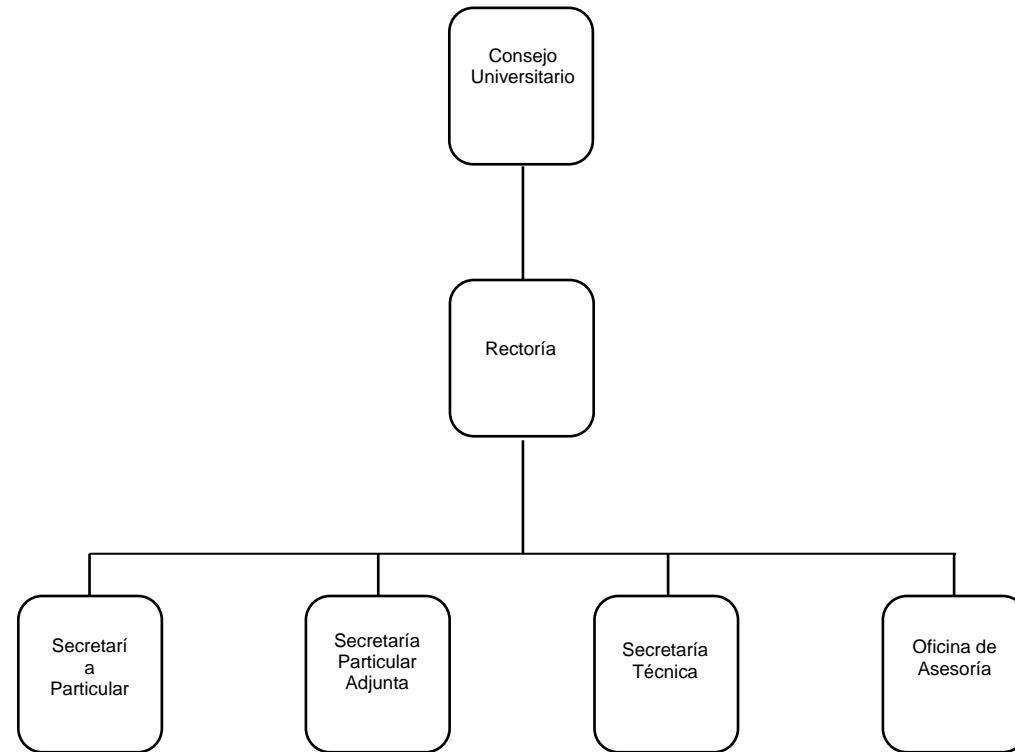 Consejo
Universitario
Rectoría
Secretarí
a
Particular
Secretaría
Particular
Adjunta
Secretaría
Técnica
Oficina de
Asesoría